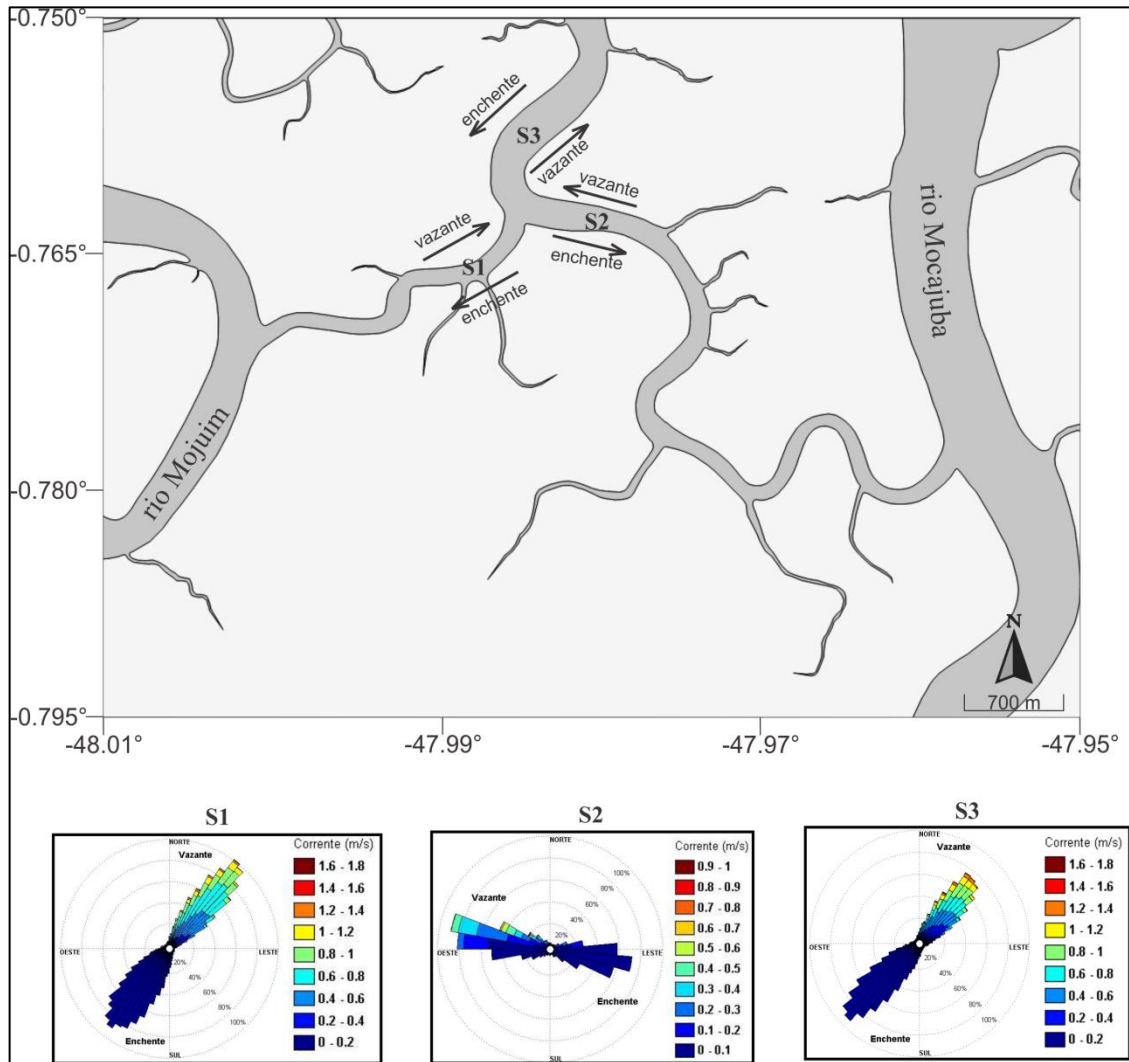 -0.750°
enchente
S3
vazante
vazante
S2
enchente
vazante
S1
enchente
-0.765°
rio Mocajuba
rio Mojuim
-0.780°
N
700 m
-0.795°
-48.01°
-47.99°
-47.97°
-47.95°
S1
NORTE
Vazante
OESTE
LESTE
20%
40%
60%
80%
100%
Enchente
SUL
Corrente (m/s)
1.6 - 1.8
1.4 - 1.6
1.2 - 1.4
1 - 1.2
0.8 - 1
0.6 - 0.8
0.4 - 0.6
0.2 - 0.4
0 - 0.2
S2
NORTE
100%
80%
60%
40%
20%
Vazante
OESTE
LESTE
Enchente
SUL
Corrente (m/s)
0.9 - 1
0.8 - 0.9
0.7 - 0.8
0.6 - 0.7
0.5 - 0.6
0.4 - 0.5
0.3 - 0.4
0.2 - 0.3
0.1 - 0.2
0 - 0.1
S3
NORTE
Vazante
OESTE
LESTE
20%
40%
60%
80%
100%
Enchente
SUL
Corrente (m/s)
1.6 - 1.8
1.4 - 1.6
1.2 - 1.4
1 - 1.2
0.8 - 1
0.6 - 0.8
0.4 - 0.6
0.2 - 0.4
0 - 0.2